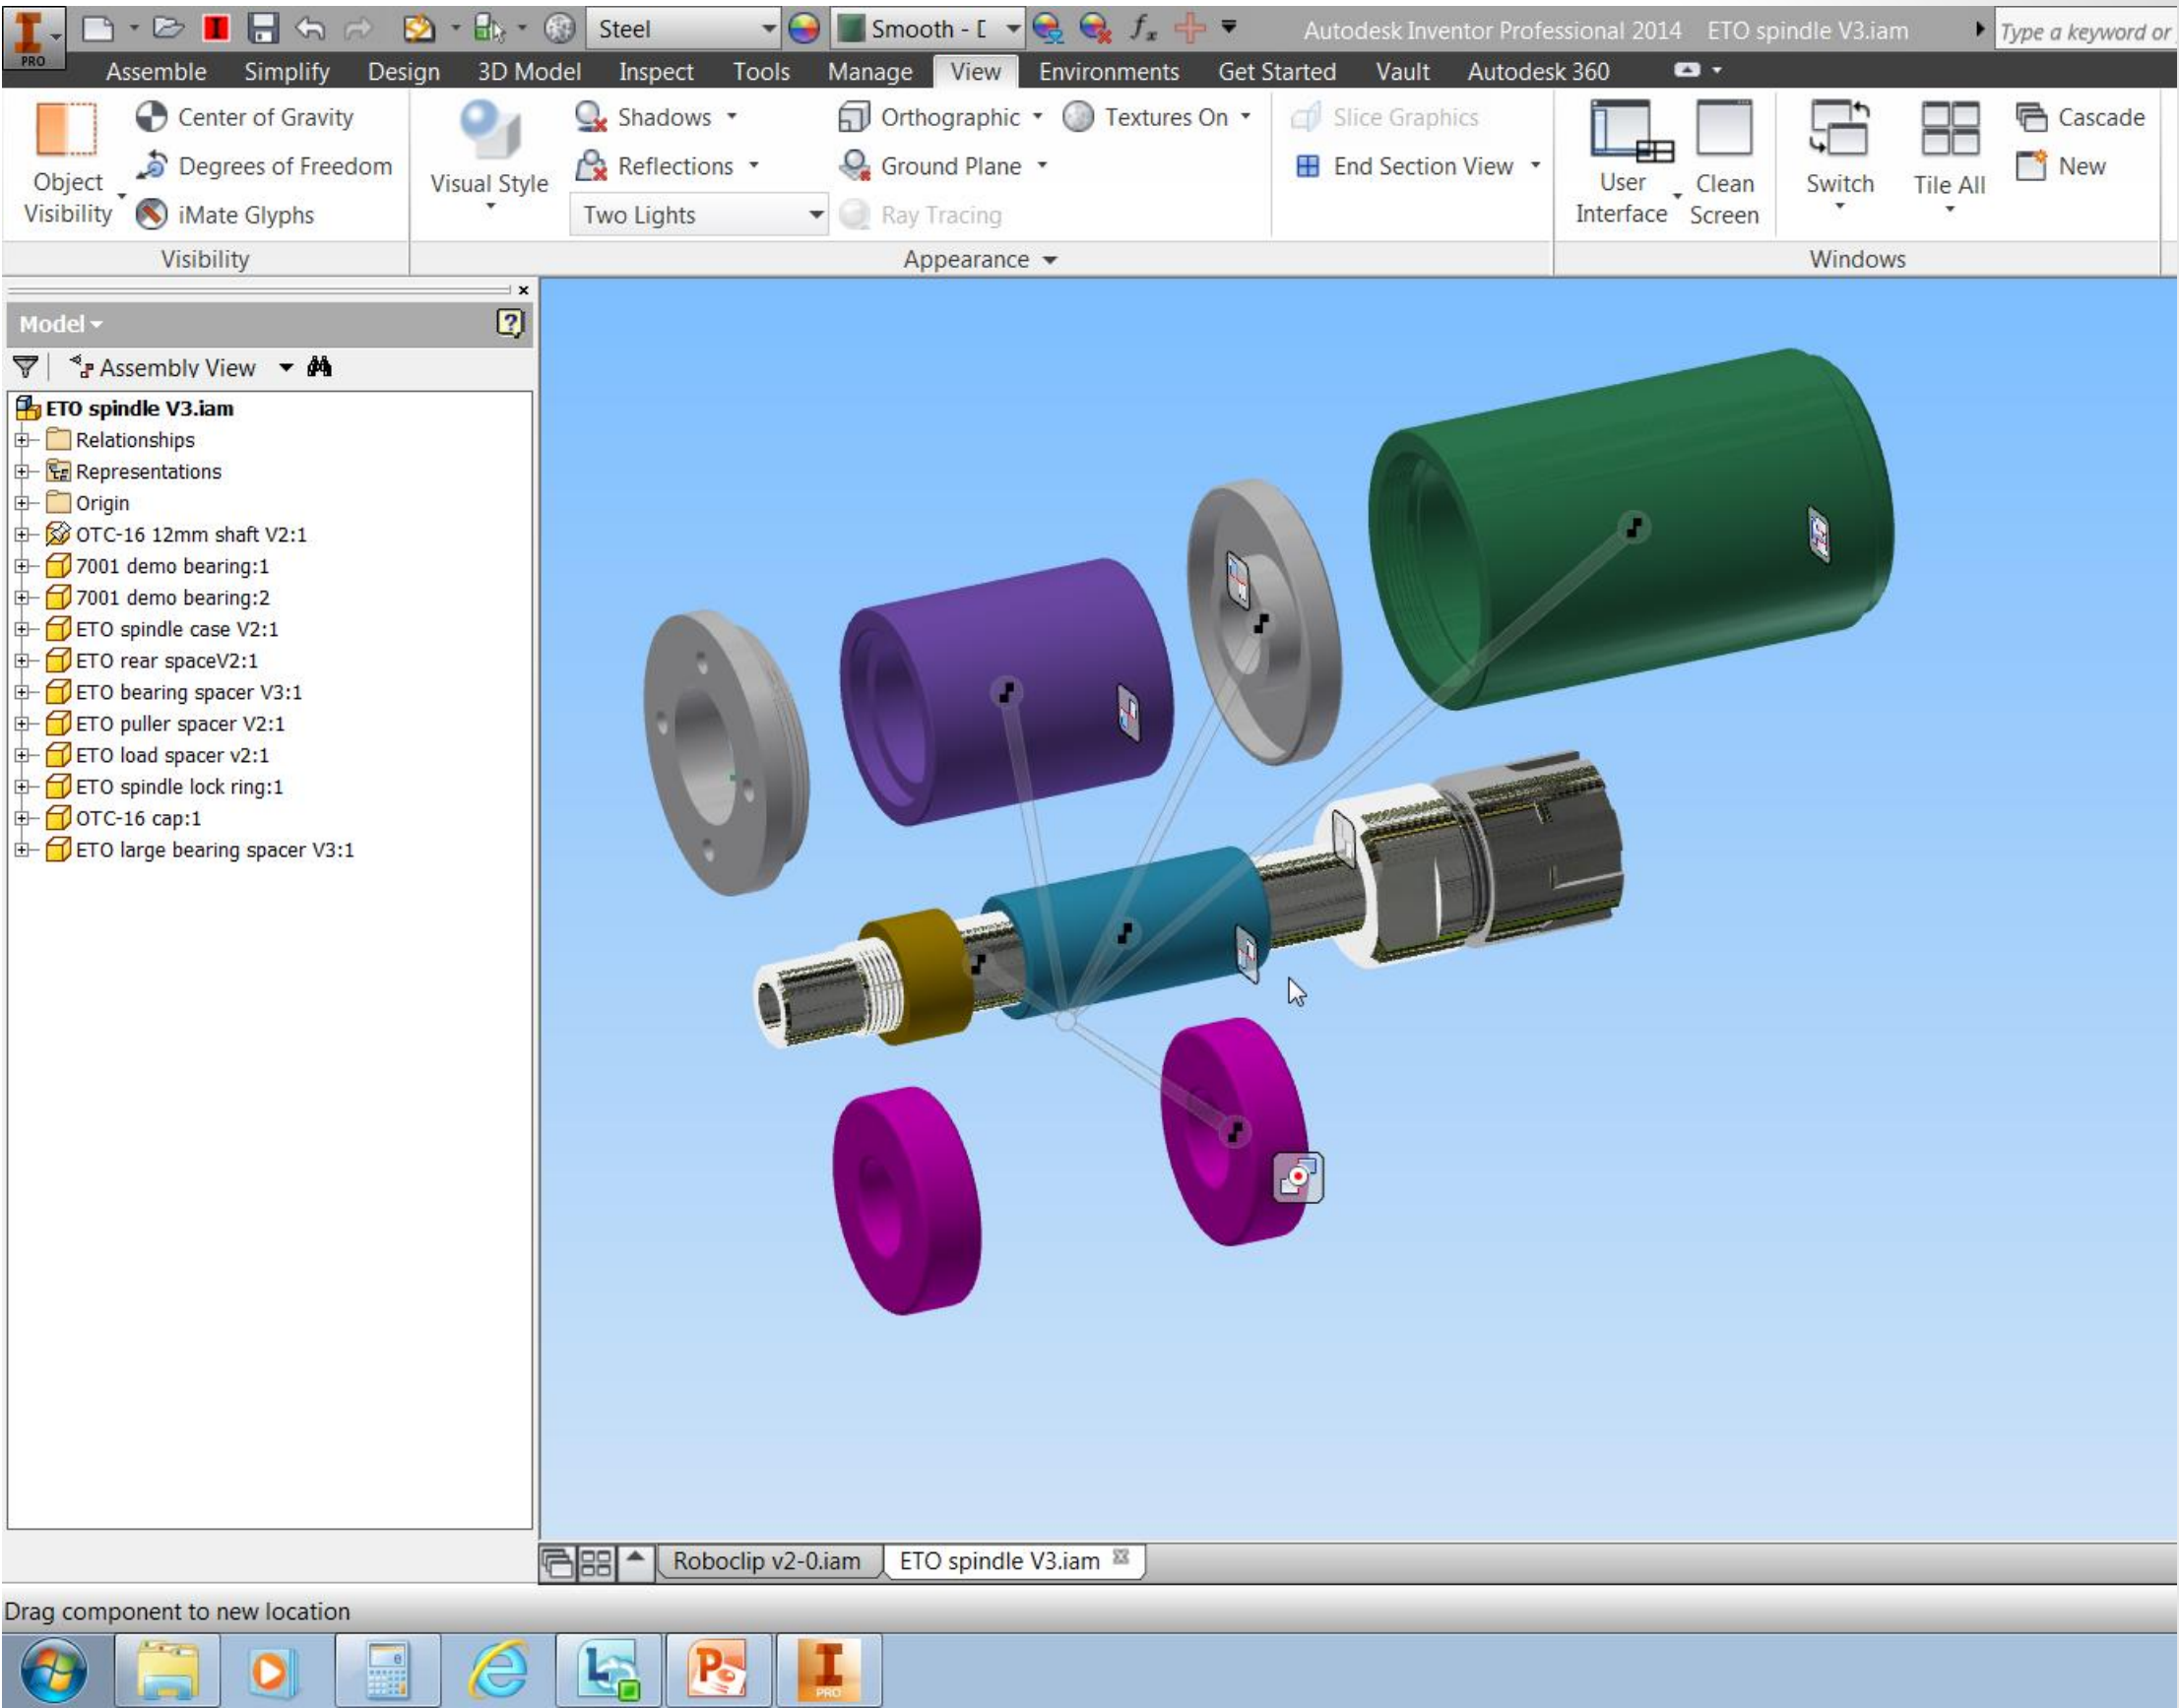 Steel
Smooth - [
fx
Autodesk Inventor Professional 2014 ETO spindle V3.iam
Type a keyword or
PRO
Assemble Simplify Design 3D Model Inspect Tools Manage View Environments Get Started Vault Autodesk 360
Object Visibility
Center of Gravity
Degrees of Freedom
iMate Glyphs
Visibility
Visual Style
Shadows
Reflections
Two Lights
Orthographic
Textures On
Ground Plane
Ray Tracing
Appearance
Slice Graphics
End Section View
User Interface
Clean Screen
Switch
Tile All
Cascade
New
Windows
Model
Assembly View
ETO spindle V3.iam
Relationships
Representations
Origin
OTC-16 12mm shaft V2:1
7001 demo bearing:1
7001 demo bearing:2
ETO spindle case V2:1
ETO rear spaceV2:1
ETO bearing spacer V3:1
ETO puller spacer V2:1
ETO load spacer v2:1
ETO spindle lock ring:1
OTC-16 cap:1
ETO large bearing spacer V3:1
Roboclip v2-0.iam ETO spindle V3.iam
Drag component to new location
PRO